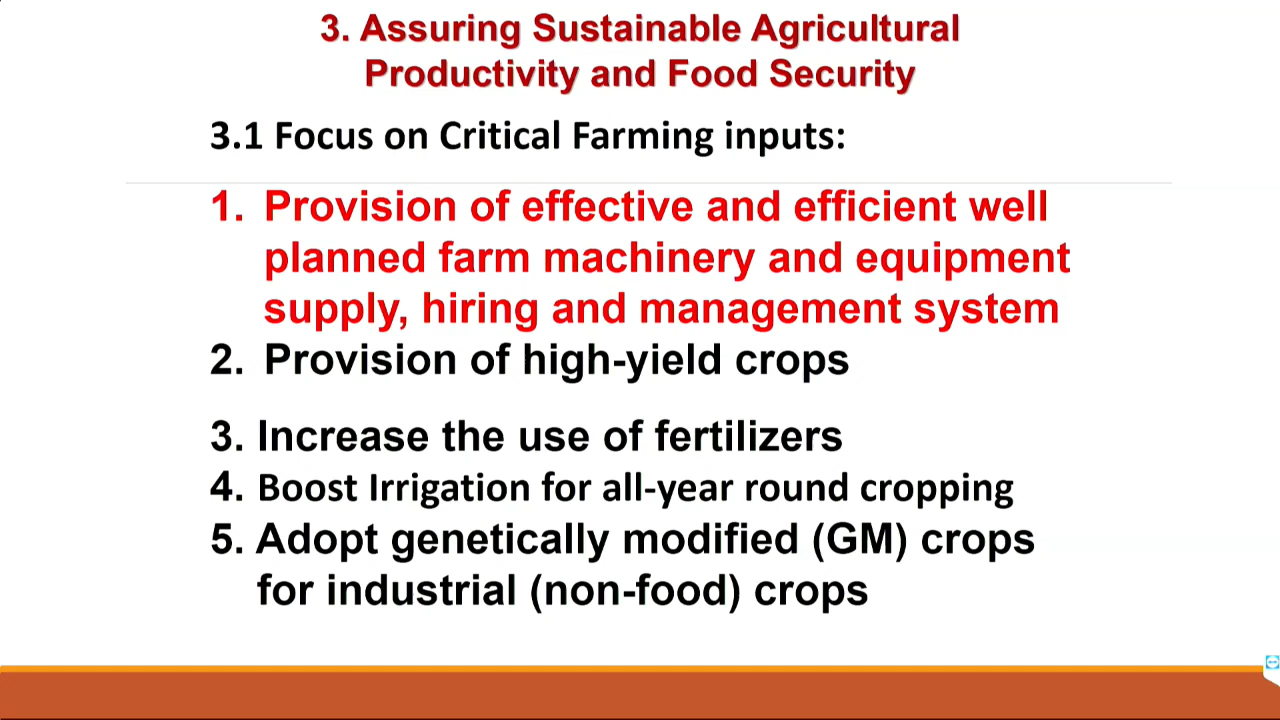 3. Assuring Sustainable Agricultural
Productivity and Food Security
3.1 Focus on Critical Farming inputs:
1. Provision of effective and efficient well
planned farm machinery and equipment
supply, hiring and management system
2. Provision of high-yield crops
3. Increase the use of fertilizers
4. Boost Irrigation for all-year round cropping
5. Adopt genetically modified (GM) crops
for industrial (non-food) crops